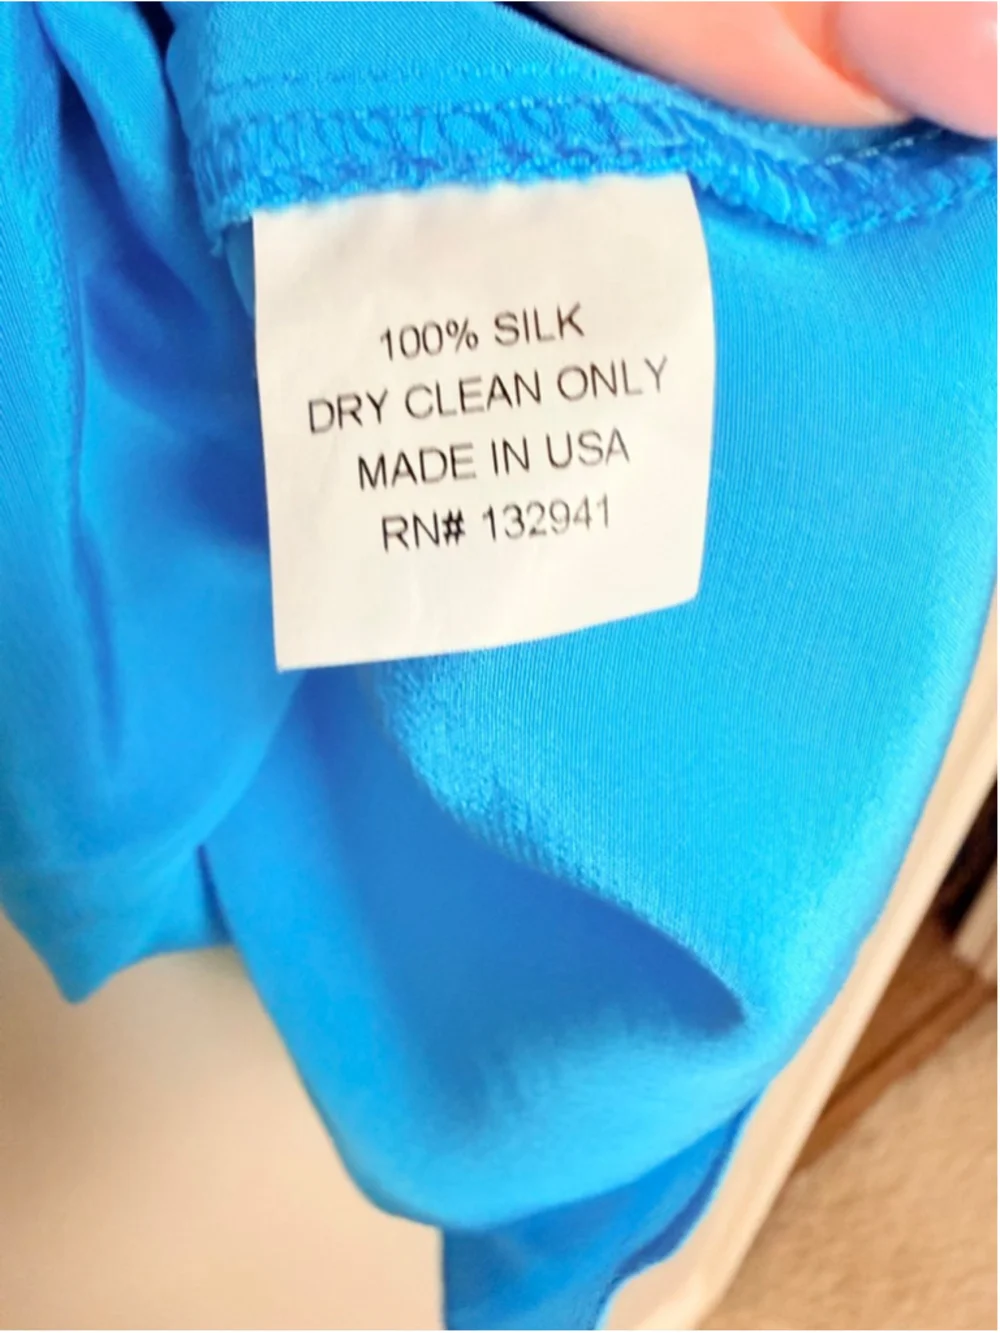 100% SILK
DRY CLEAN ONLY
MADE IN USA
RN# 132941